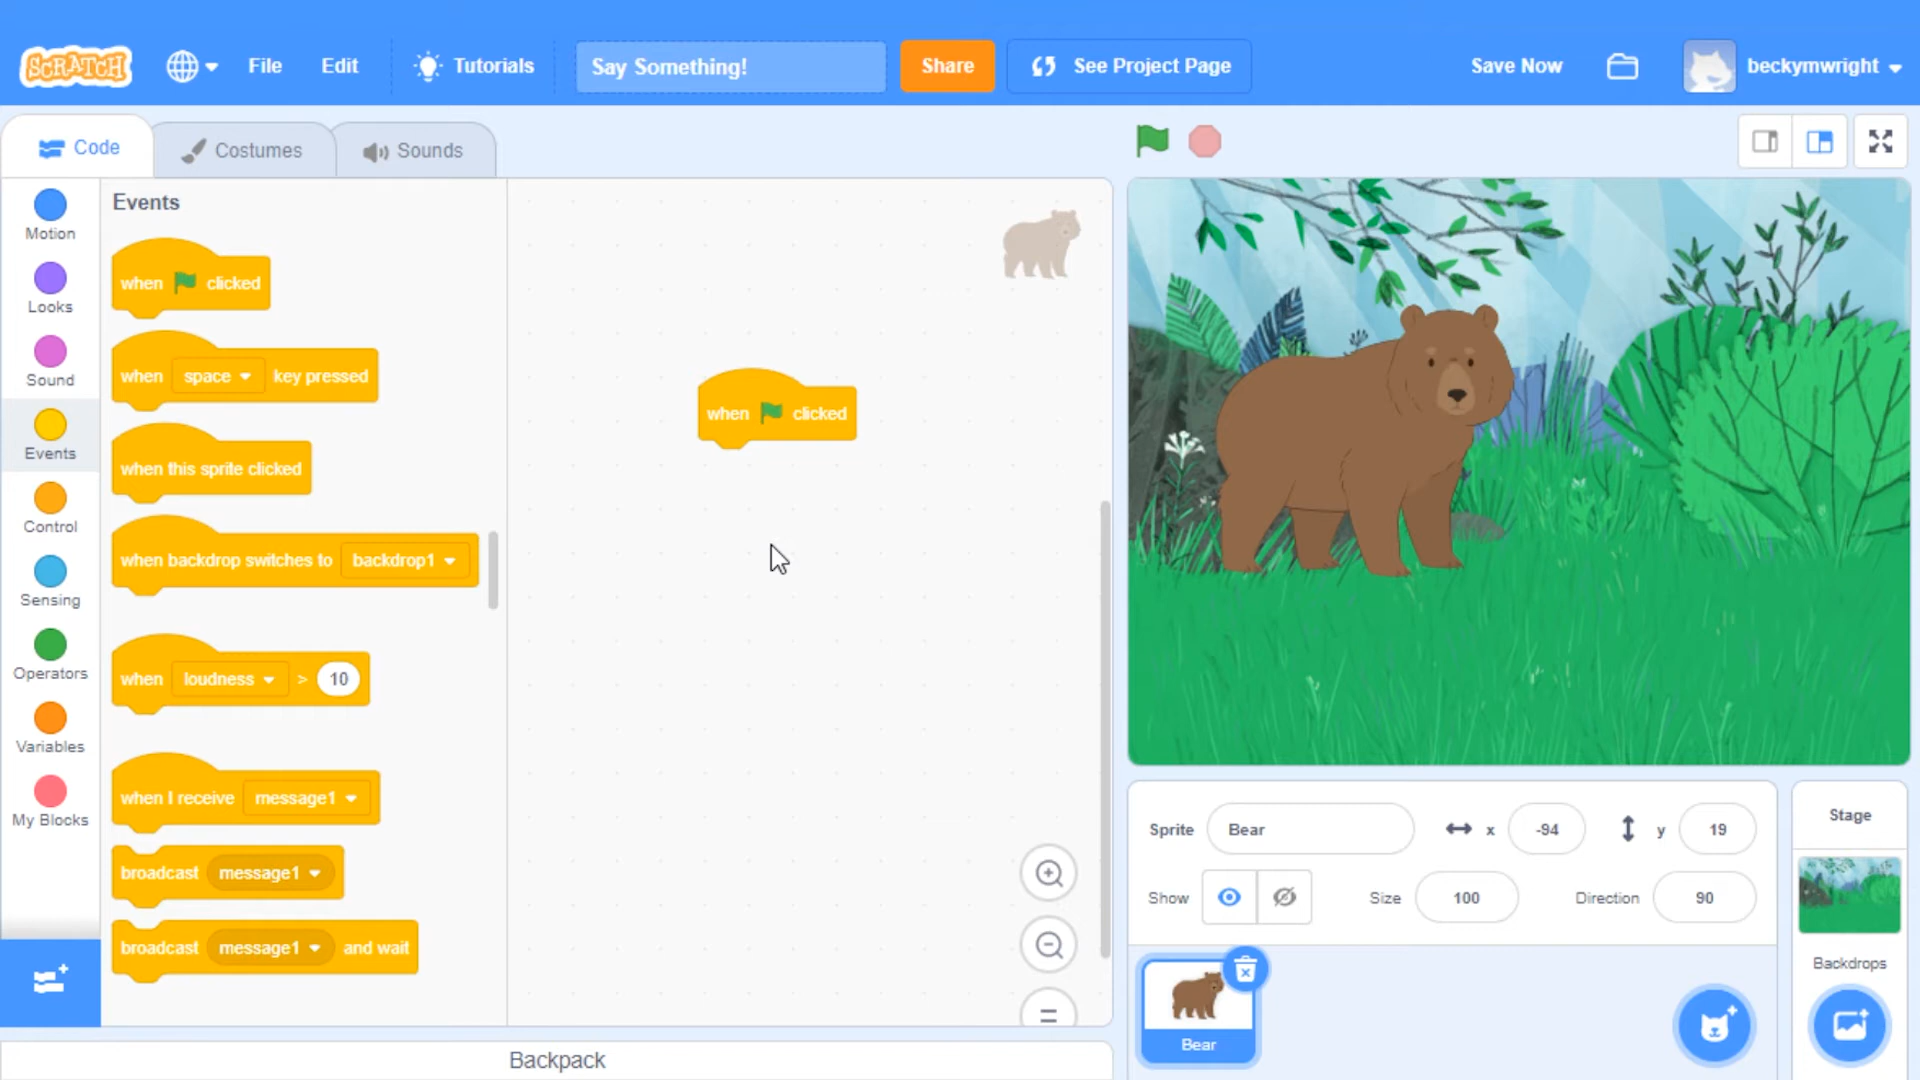 SCRATCH File Edit Tutorials Say Something! Share See Project Page Save Now beckymwright
Code Costumes Sounds
Motion
Looks
Sound
Events
Control
Sensing
Operators
Variables
My Blocks
Events
when clicked
when space key pressed
when this sprite clicked
when backdrop switches to backdrop1
when loudness > 10
when I receive message1
broadcast message1
broadcast message1 and wait
when clicked
Backpack
Sprite Bear x -94 y 19
Show Size 100 Direction 90
Bear
Stage
Backdrops